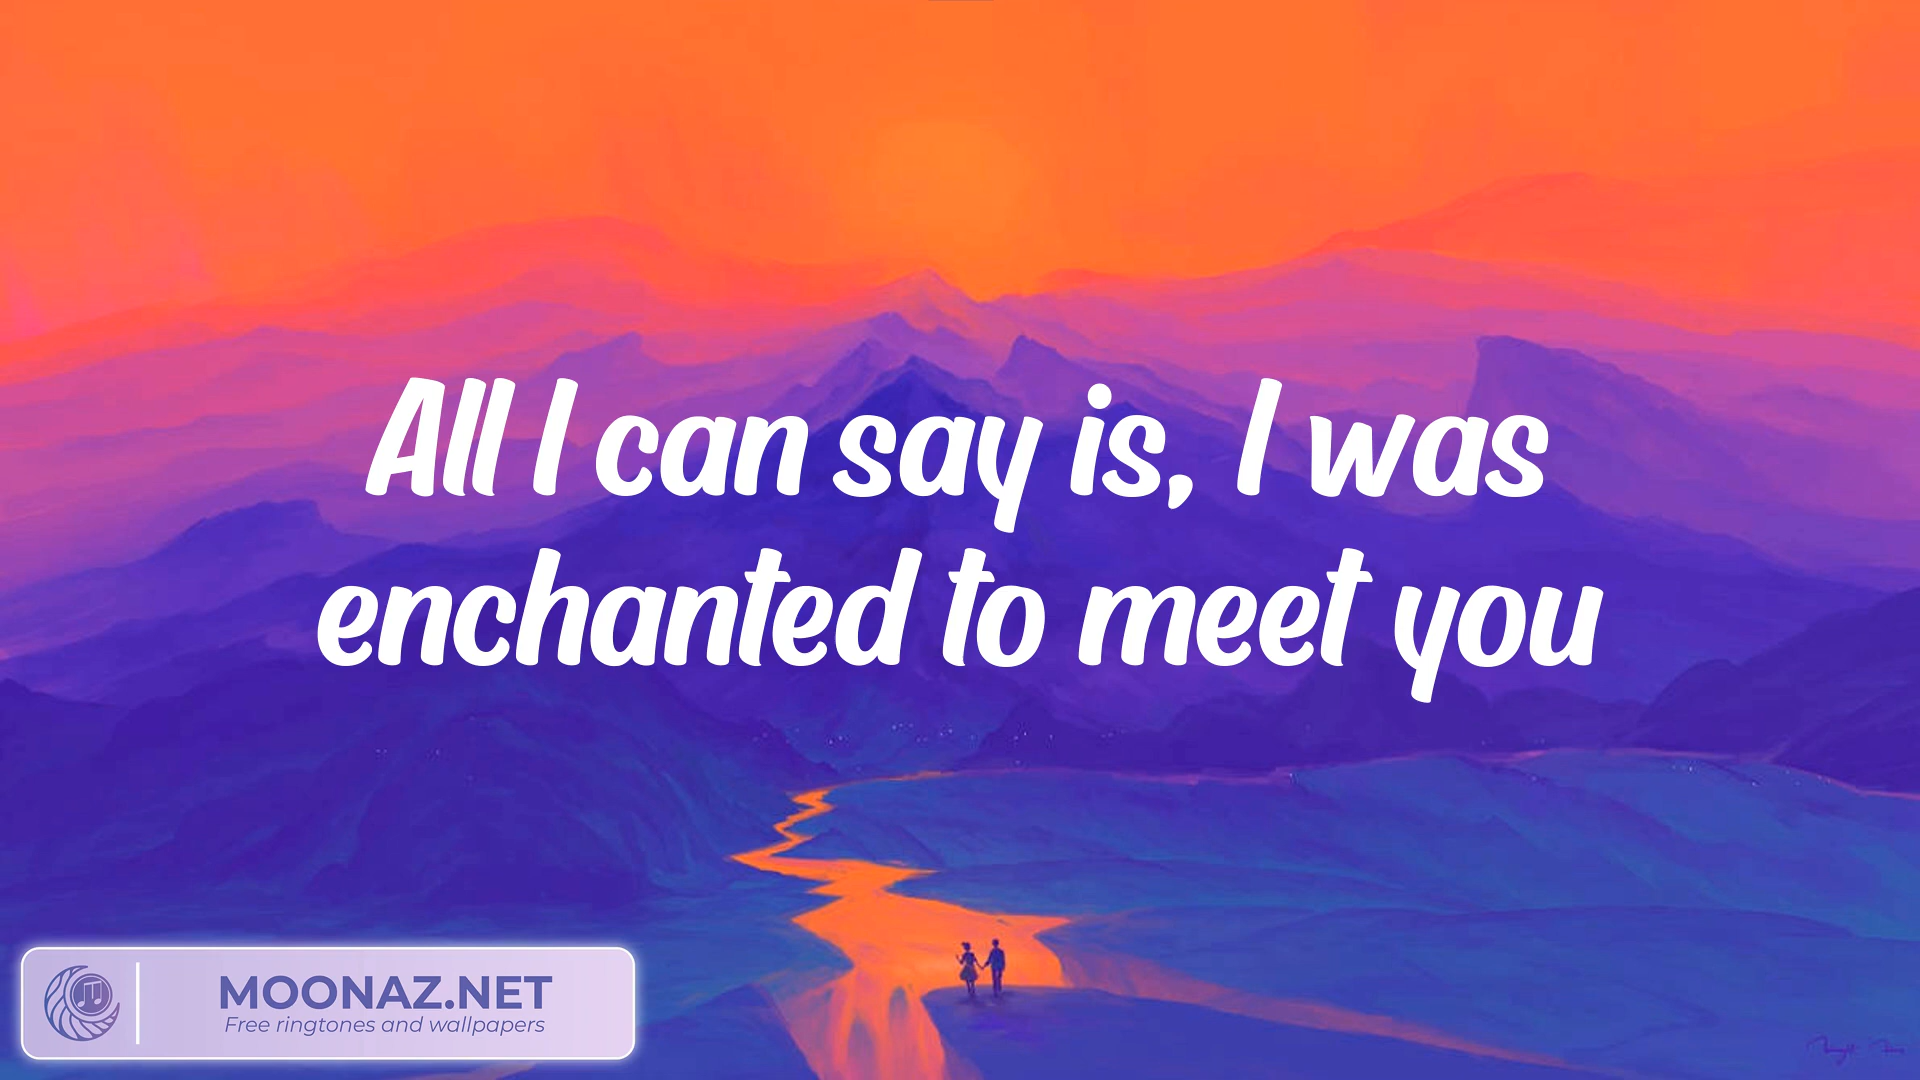 All I can say is, I was
enchanted to meet you
MOONAZ.NET
Free ringtones and wallpapers